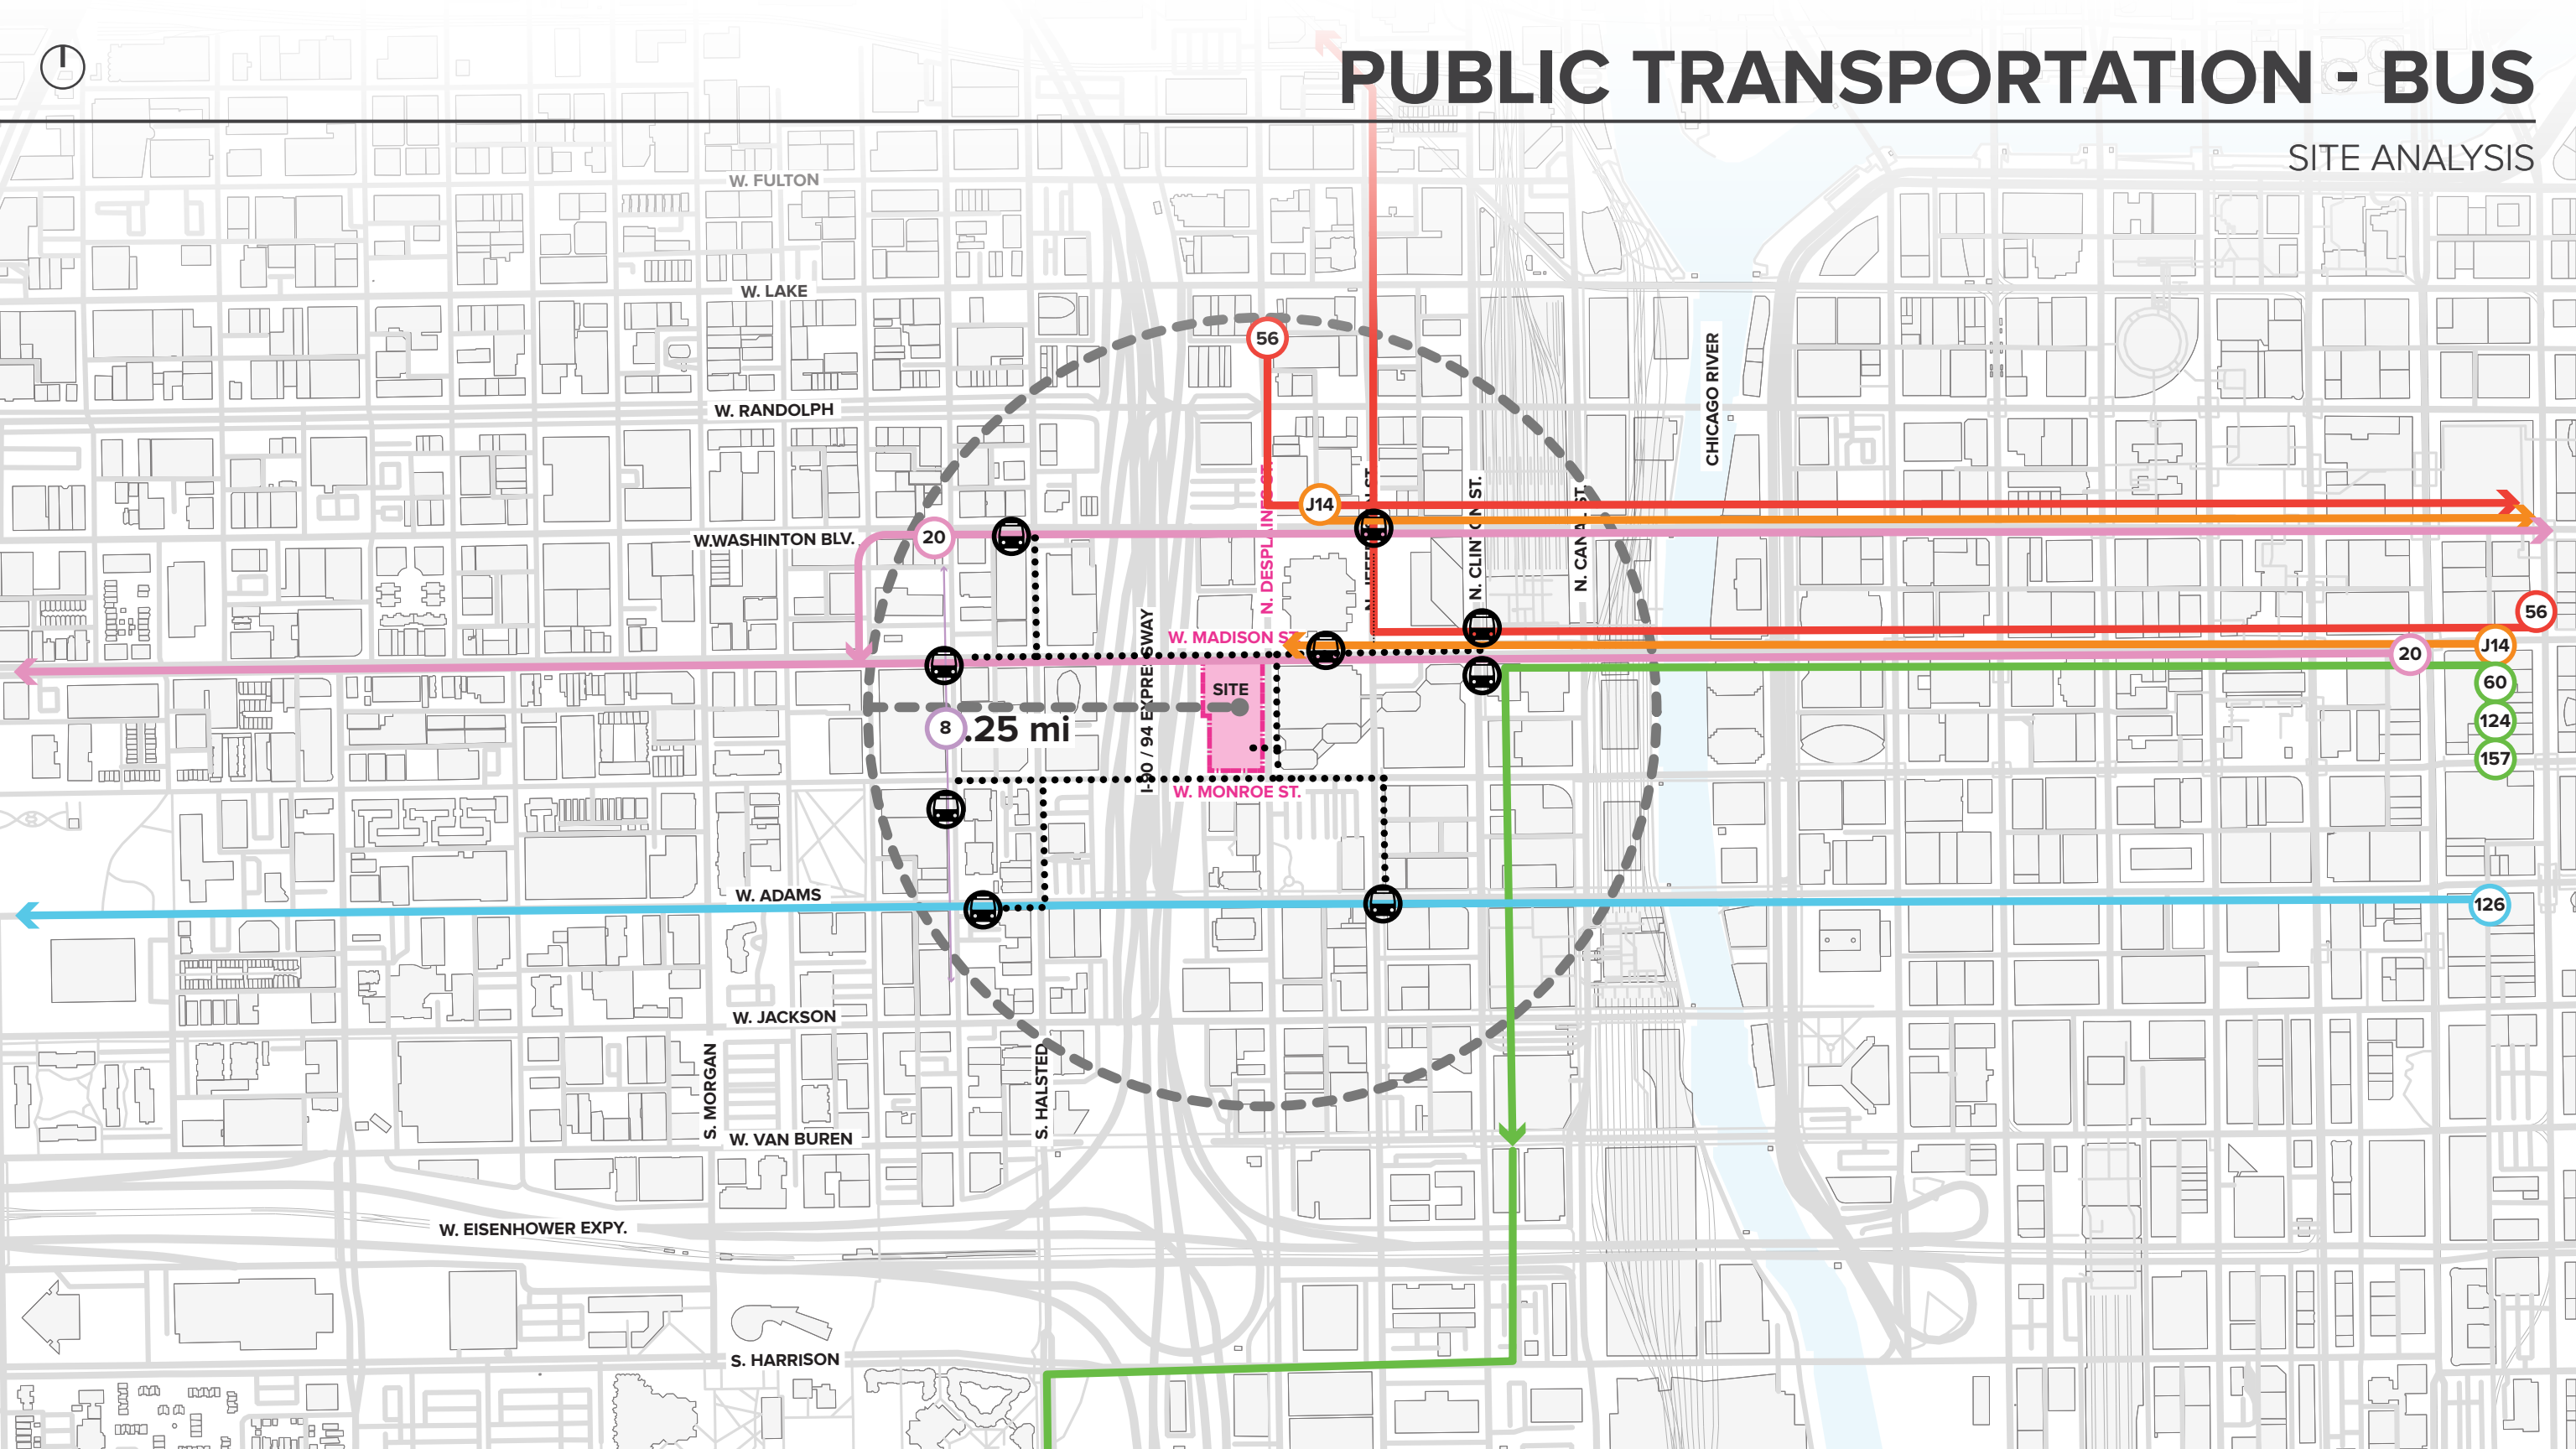 PUBLIC TRANSPORTATION - BUS
SITE ANALYSIS
W. FULTON
W. LAKE
CHICAGO RIVER
56
W. RANDOLPH
J14
N. DESPLAINES ST.
N. CLINTON ST.
W.WASHINTON BLV.
20
56
W. MADISON ST.
J14
20
I-90 / 94 EXPRESSWAY
SITE
60
8
.25 mi
124
157
W. MONROE ST.
W. ADAMS
126
W. JACKSON
S. MORGAN
S. HALSTED
W. VAN BUREN
W. EISENHOWER EXPY.
S. HARRISON